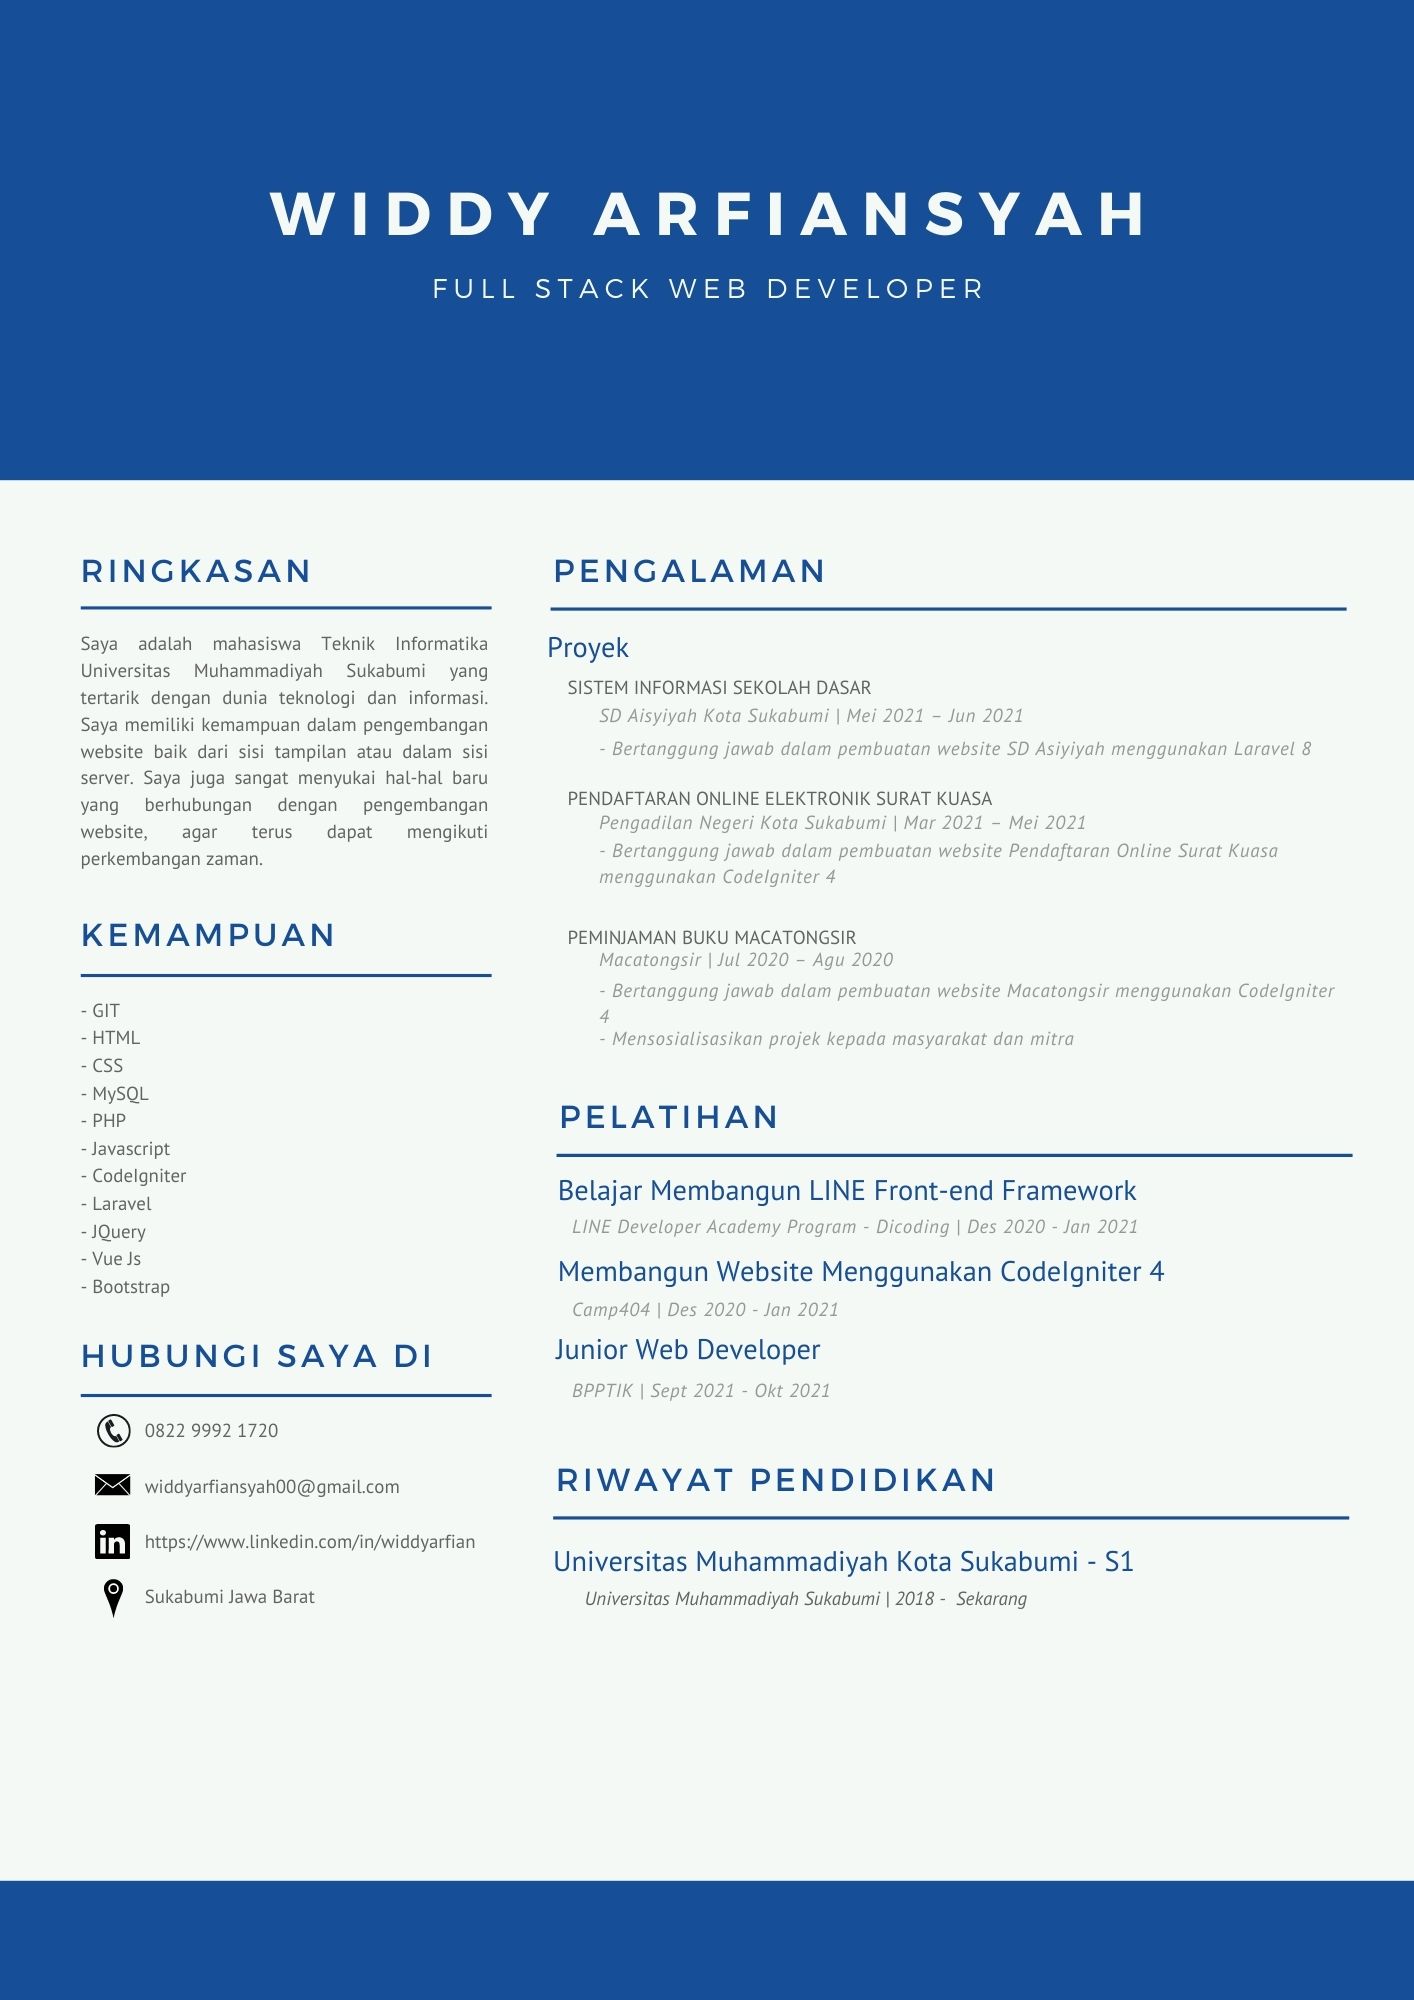 WIDDY ARFIANSYAH
FULL STACK WEB DEVELOPER
RINGKASAN
Saya adalah mahasiswa Teknik Informatika
Universitas Muhammadiyah Sukabumi yang
tertarik dengan dunia teknologi dan informasi.
Saya memiliki kemampuan dalam pengembangan
website baik dari sisi tampilan atau dalam sisi
server. Saya juga sangat menyukai hal-hal baru
yang berhubungan dengan pengembangan
website, agar terus dapat mengikuti
perkembangan zaman.
KEMAMPUAN
- GIT
- HTML
- CSS
- MySQL
- PHP
- Javascript
- CodeIgniter
- Laravel
- JQuery
- Vue Js
- Bootstrap
HUBUNGI SAYA DI
0822 9992 1720
widdyarfiansyah00@gmail.com
in
https://www.linkedin.com/in/widdyarfian
Sukabumi Jawa Barat
PENGALAMAN
Proyek
SISTEM INFORMASI SEKOLAH DASAR
SD Aisyiyah Kota Sukabumi | Mei 2021 – Jun 2021
- Bertanggung jawab dalam pembuatan website SD Asiyiyah menggunakan Laravel 8
PENDAFTARAN ONLINE ELEKTRONIK SURAT KUASA
Pengadilan Negeri Kota Sukabumi | Mar 2021 – Mei 2021
- Bertanggung jawab dalam pembuatan website Pendaftaran Online Surat Kuasa
menggunakan CodeIgniter 4
PEMINJAMAN BUKU MACATONGSIR
Macatongsir | Jul 2020 – Agu 2020
- Bertanggung jawab dalam pembuatan website Macatongsir menggunakan CodeIgniter
4
- Mensosialisasikan projek kepada masyarakat dan mitra
PELATIHAN
Belajar Membangun LINE Front-end Framework
LINE Developer Academy Program - Dicoding | Des 2020 - Jan 2021
Membangun Website Menggunakan CodeIgniter 4
Camp404 | Des 2020 - Jan 2021
Junior Web Developer
BPPTIK | Sept 2021 - Okt 2021
RIWAYAT PENDIDIKAN
Universitas Muhammadiyah Kota Sukabumi - S1
Universitas Muhammadiyah Sukabumi | 2018 - Sekarang